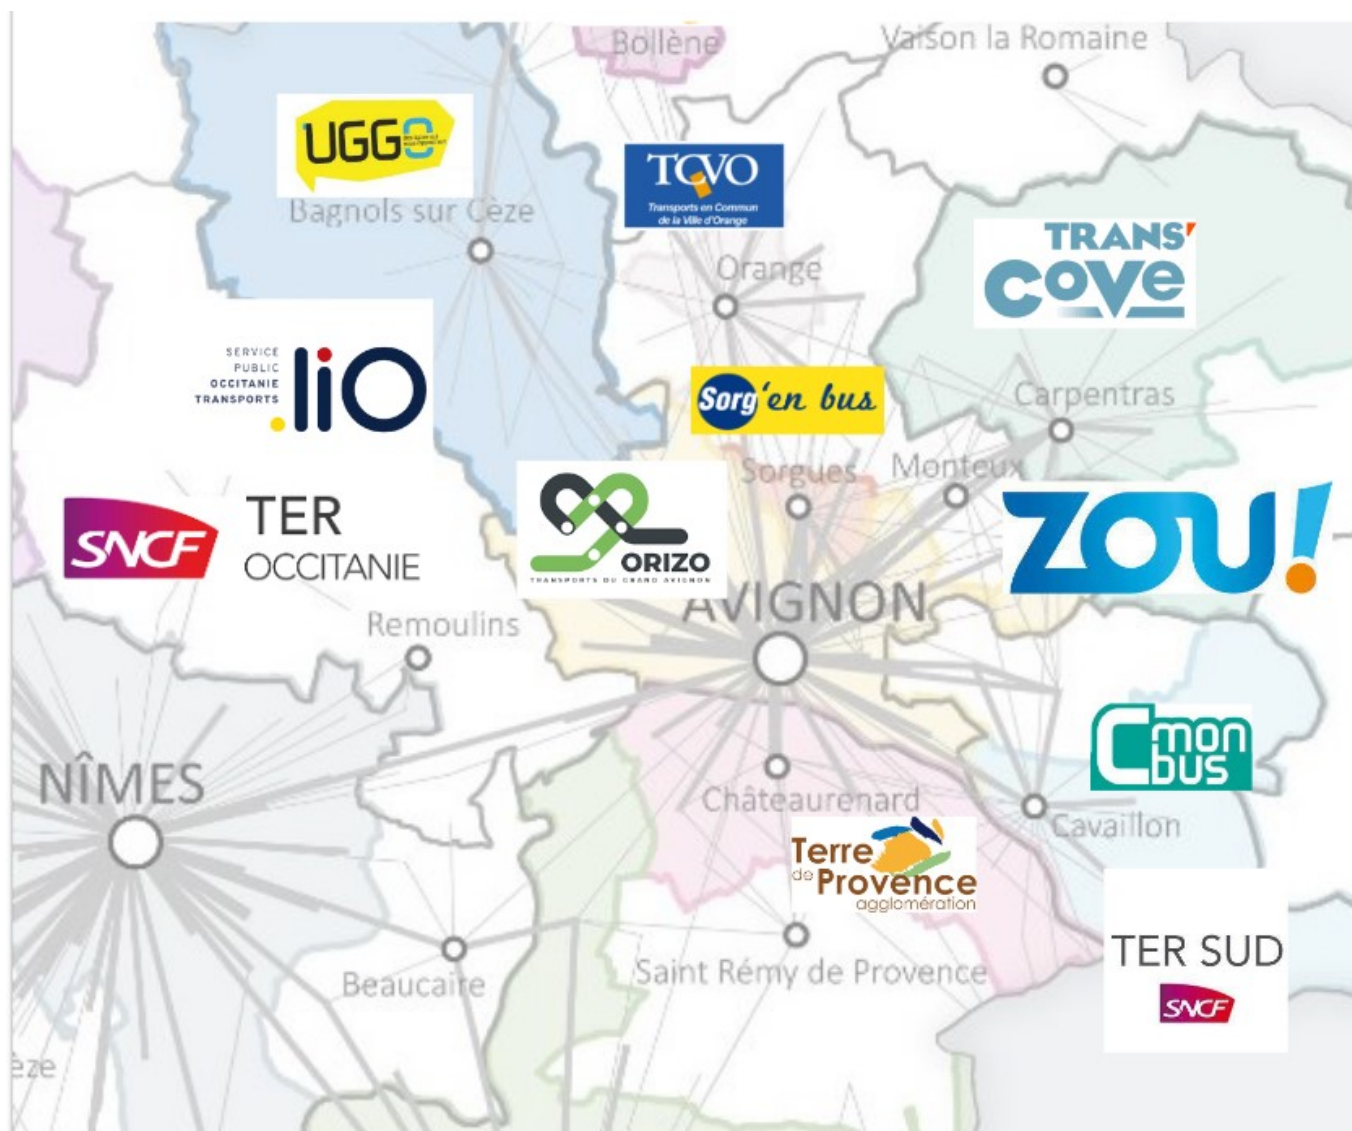 Bollène
Vaison la Romaine
UGGO
TCVO
Transports en Commun
de la Ville d'Orange
Bagnols sur Cèze
TRANS'
COVE
Orange
SERVICE
PUBLIC
OCCITANIE
TRANSPORTS
.liO
Sorg'en bus
Carpentras
Sorgues
Monteux
SNCF
TER
OCCITANIE
ORIZO
TRANSPORTS DU GRAND AVIGNON
ZOU!
AVIGNON
Remoulins
C mon
bus
NÎMES
Châteaurenard
Cavaillon
Terre
de Provence
agglomération
TER SUD
SNCF
Saint Rémy de Provence
Beaucaire
èze